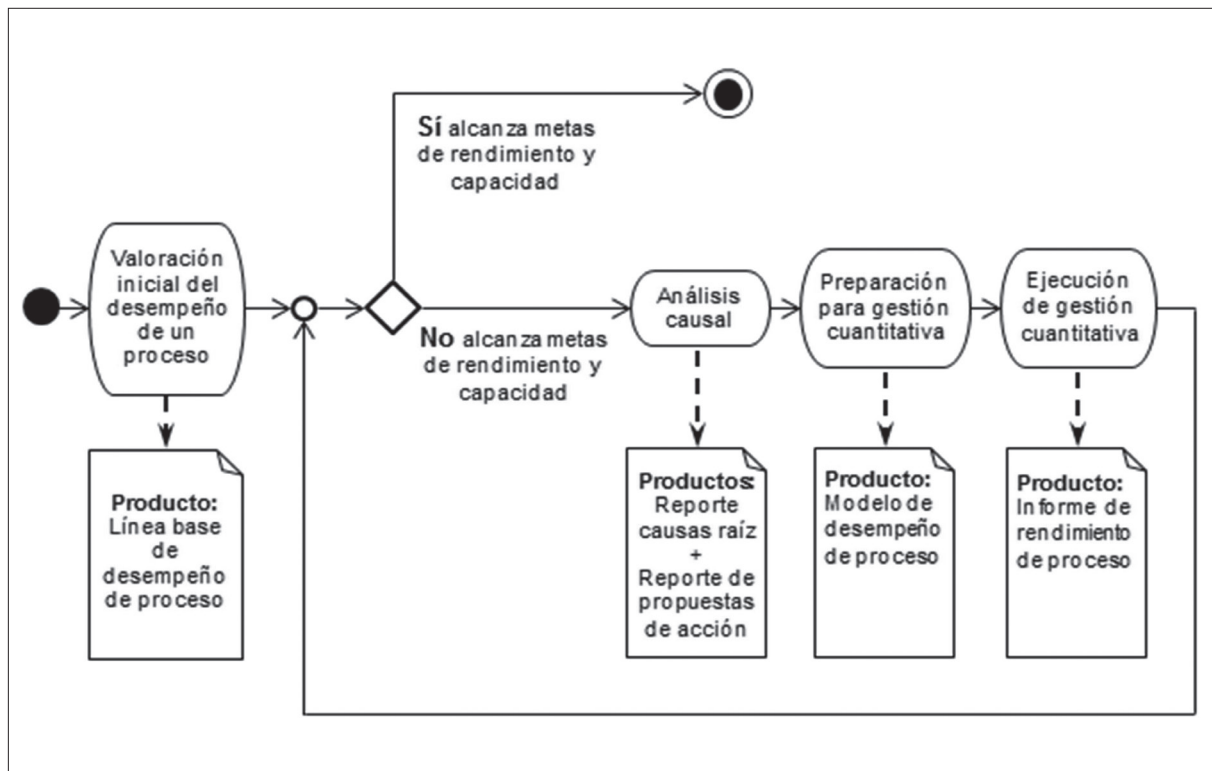 Sí alcanza metas
de rendimiento y
capacidad
Valoración
inicial del
desempeño
de un
proceso
No alcanza metas
de rendimiento y
capacidad
Análisis
causal
Preparación
para gestión
cuantitativa
Ejecución
de gestión
cuantitativa
Producto:
Línea base
de
desempeño
de proceso
Productos:
Reporte
causas raíz
+
Reporte de
propuestas
de acción
Producto:
Modelo de
desempeño
de proceso
Producto:
Informe de
rendimiento
de proceso